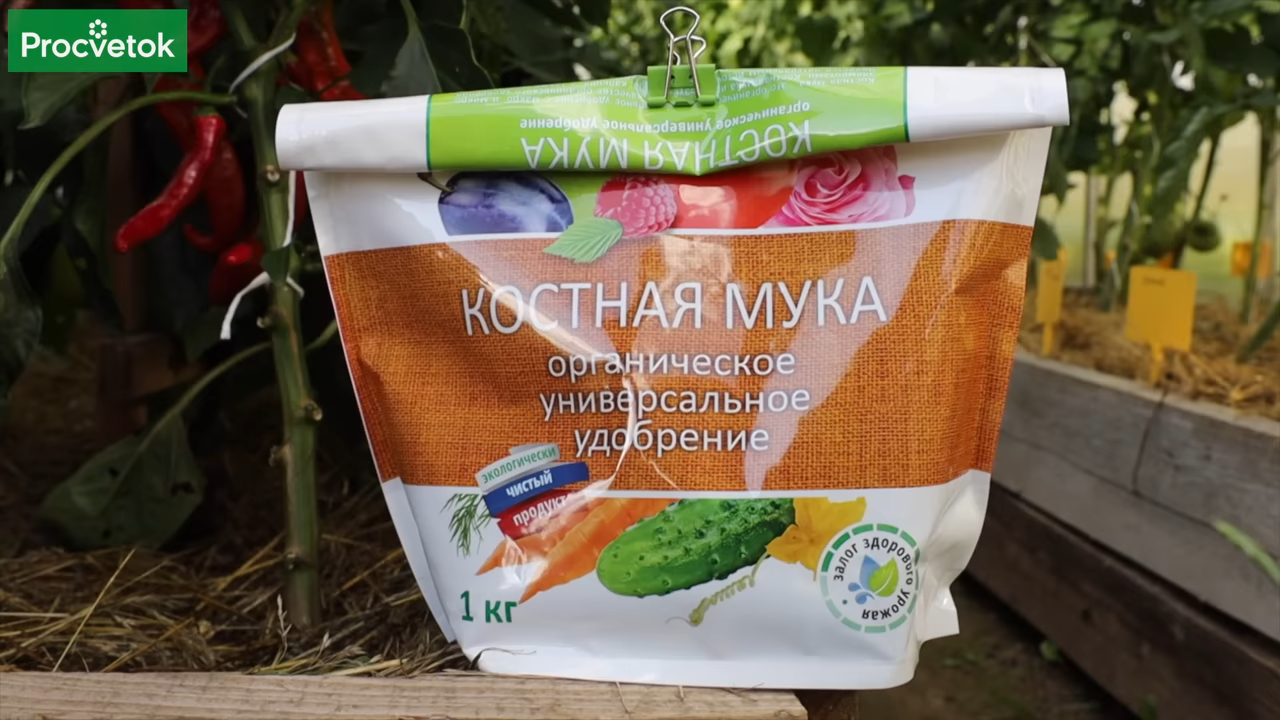 Procvetok
КОСТНАЯ МУКА
органическое универсальное удобрение
КОСТНАЯ МУКА
органическое
универсальное
удобрение
экологически
чистый
продукт
1 кг
залог здорового урожая